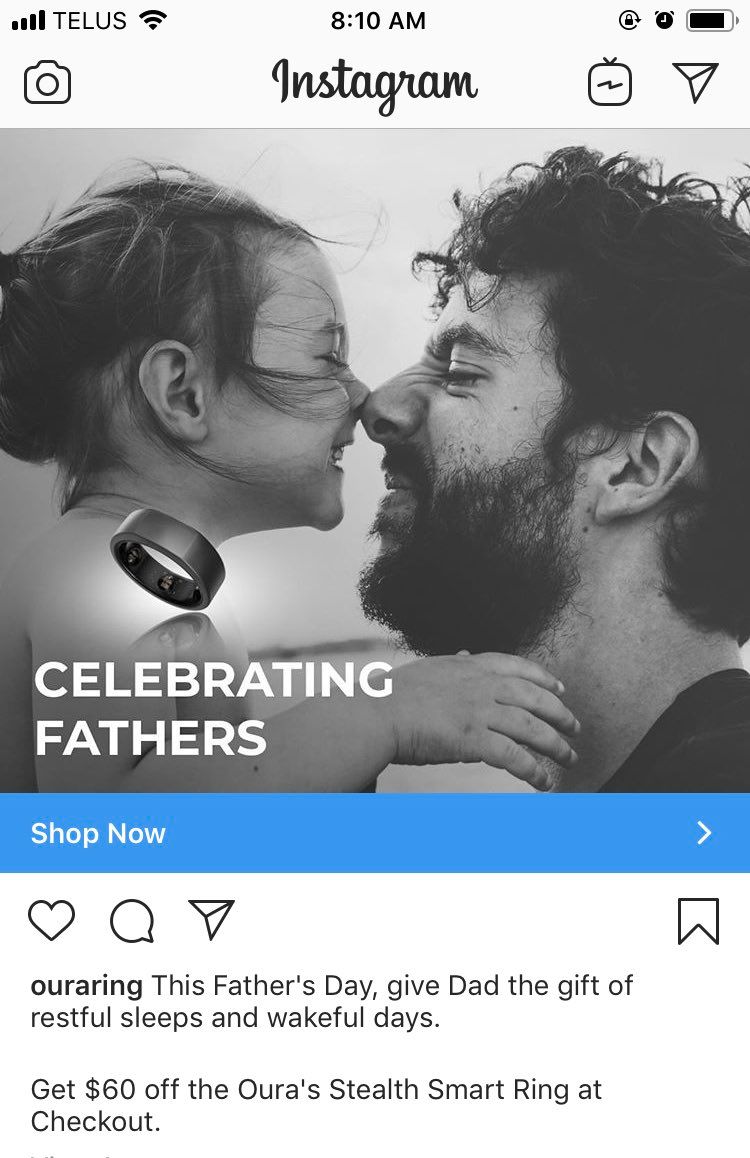 TELUS 8:10 AM
Instagram
CELEBRATING
FATHERS
Shop Now
ouraring This Father's Day, give Dad the gift of
restful sleeps and wakeful days.
Get $60 off the Oura's Stealth Smart Ring at
Checkout.